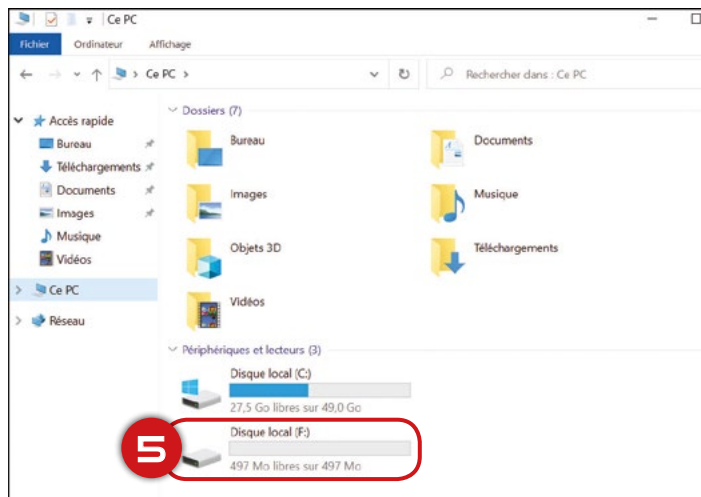 Ce PC
Fichier Ordinateur Affichage
Ce PC Rechercher dans : Ce PC
Accès rapide
Bureau
Téléchargements
Documents
Images
Musique
Vidéos
Ce PC
Réseau
Dossiers (7)
Bureau Documents
Images Musique
Objets 3D Téléchargements
Vidéos
Périphériques et lecteurs (3)
Disque local (C:)
27,5 Go libres sur 49,0 Go
5
Disque local (F:)
497 Mo libres sur 497 Mo